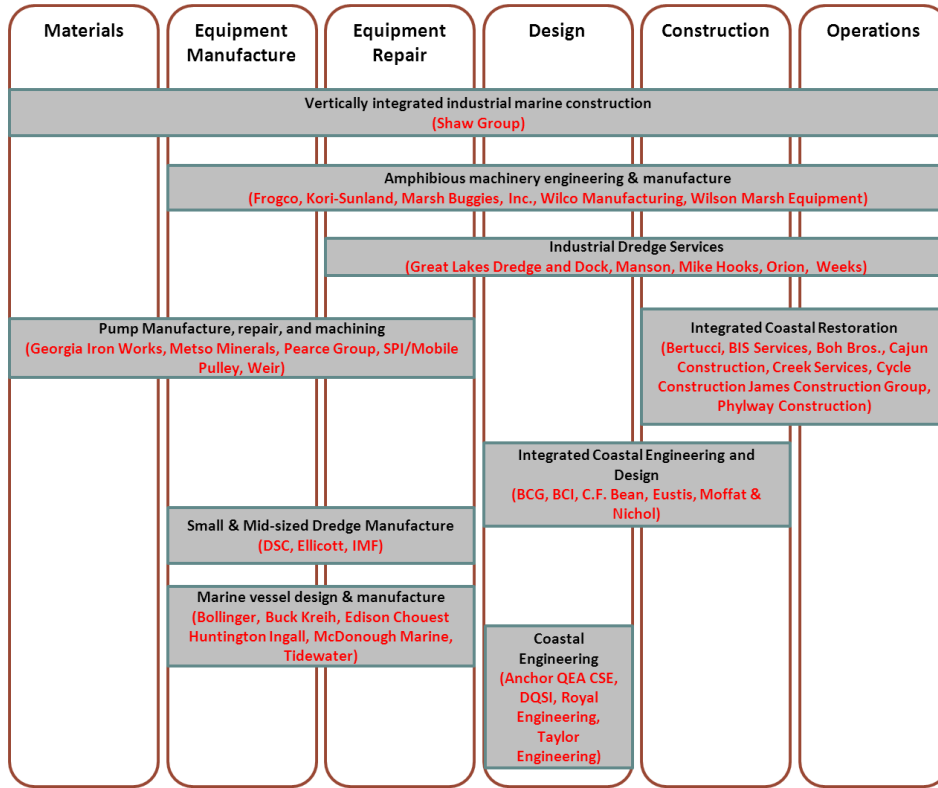 Materials
Equipment
Manufacture
Equipment
Repair
Design
Construction
Operations
Vertically integrated industrial marine construction
(Shaw Group)
Amphibious machinery engineering & manufacture
(Frogco, Kori-Sunland, Marsh Buggies, Inc., Wilco Manufacturing, Wilson Marsh Equipment)
Industrial Dredge Services
(Great Lakes Dredge and Dock, Manson, Mike Hooks, Orion, Weeks)
Pump Manufacture, repair, and machining
(Georgia Iron Works, Metso Minerals, Pearce Group, SPI/Mobile
Pulley, Weir)
Integrated Coastal Restoration
(Bertucci, BIS Services, Boh Bros., Cajun
Construction, Creek Services, Cycle
Construction James Construction Group,
Phylway Construction)
Integrated Coastal Engineering and
Design
(BCG, BCI, C.F. Bean, Eustis, Moffat &
Nichol)
Small & Mid-sized Dredge Manufacture
(DSC, Ellicott, IMF)
Marine vessel design & manufacture
(Bollinger, Buck Kreih, Edison Chouest
Huntington Ingall, McDonough Marine,
Tidewater)
Coastal
Engineering
(Anchor QEA CSE,
DQSI, Royal
Engineering,
Taylor
Engineering)